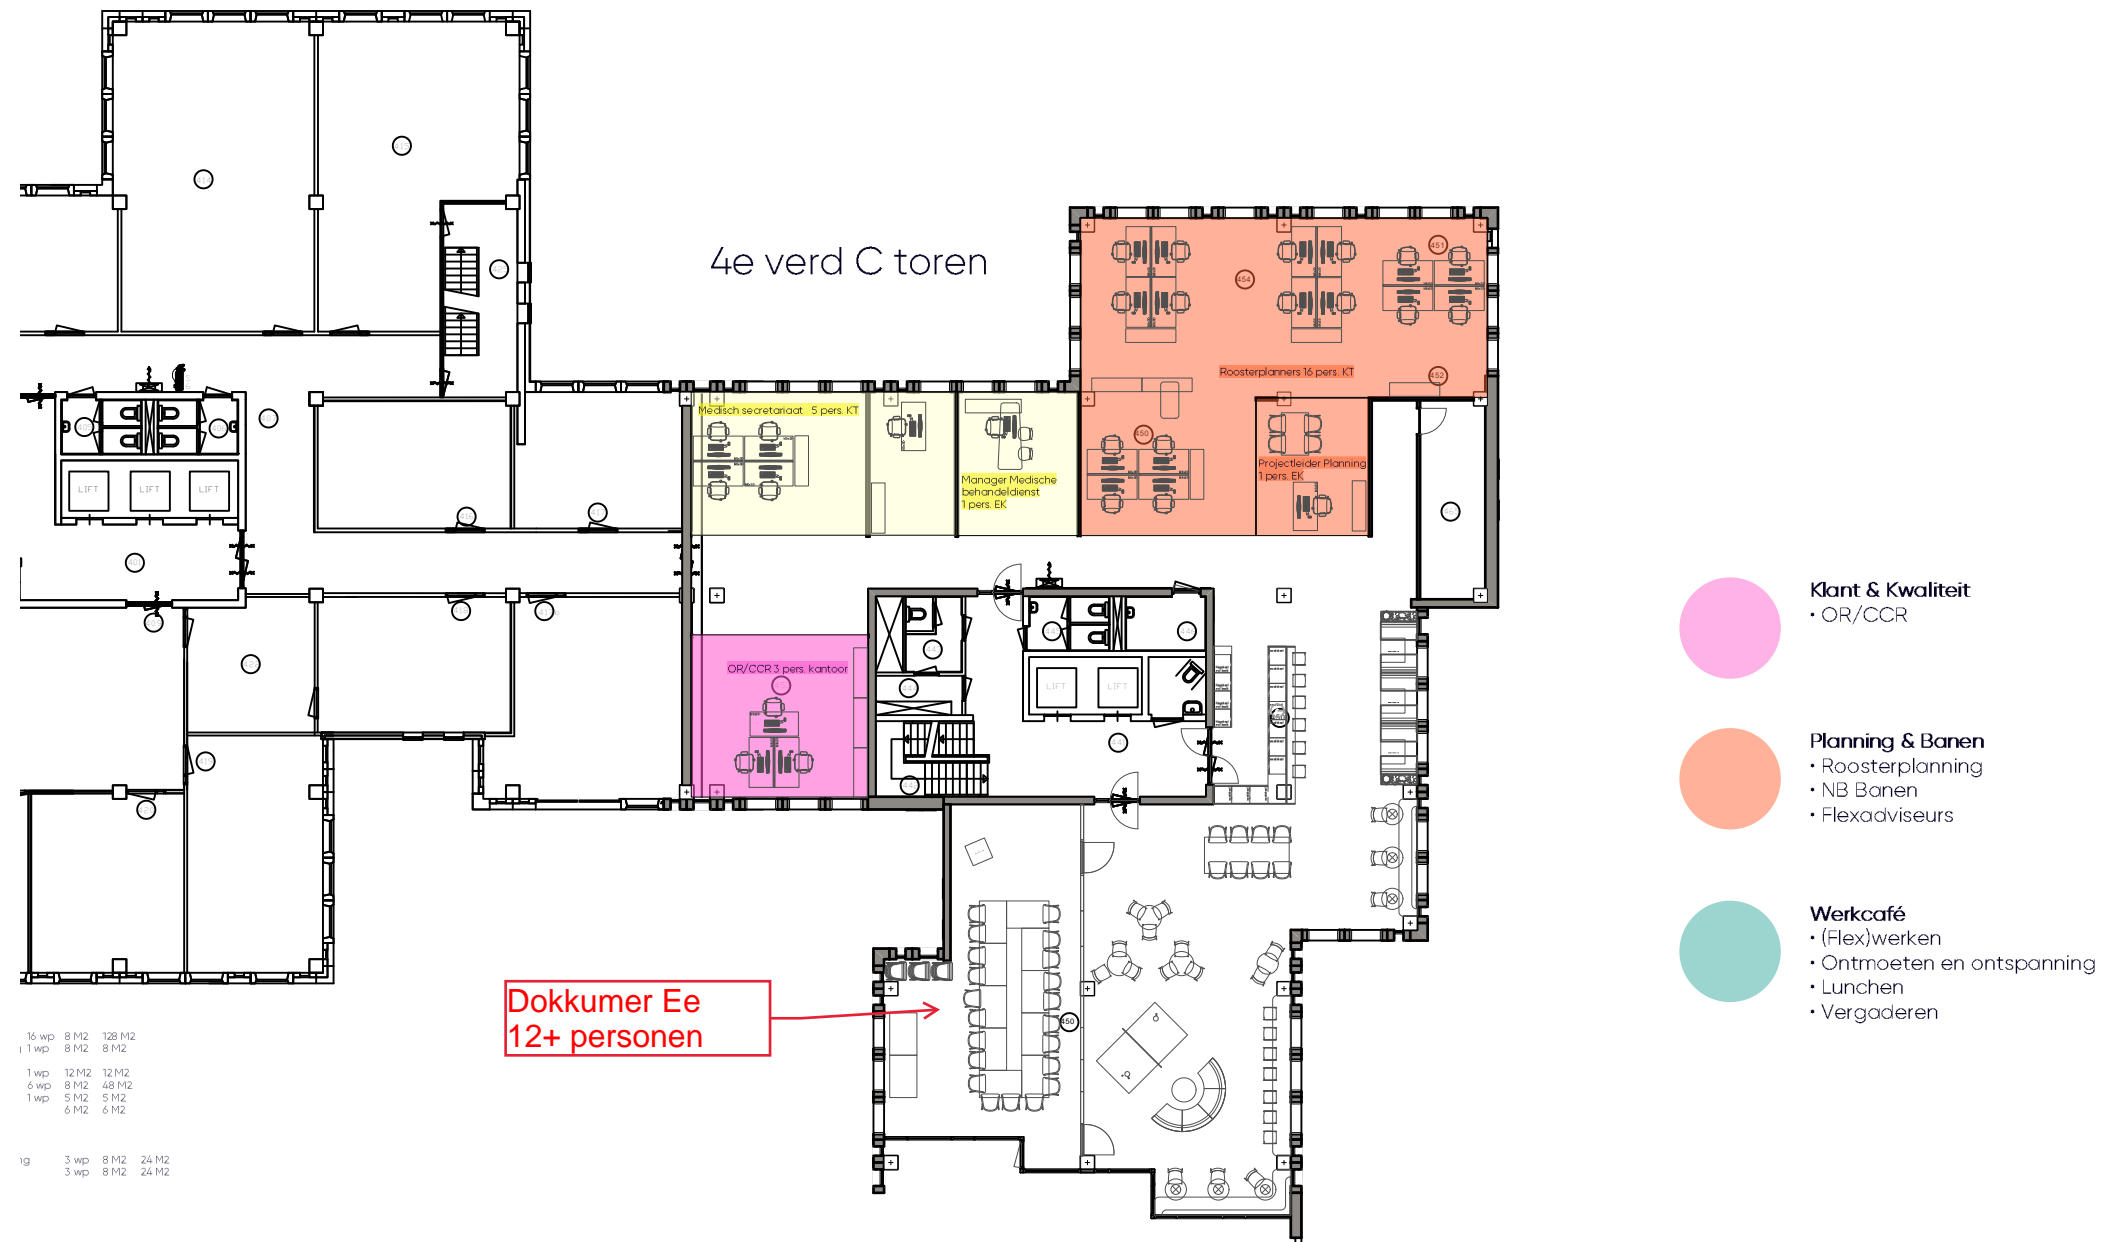 4e verd C toren
Medisch secretariaat 5 pers. KT
Manager Medische
behandeldienst
1 pers. EK
Roosterplanners 16 pers. KT
Projectleider Planning
1 pers. EK
OR/CCR 3 pers. kantoor
LIFT
LIFT
LIFT
LIFT
LIFT
454
451
452
450
450
Dokkumer Ee
12+ personen
Klant & Kwaliteit
• OR/CCR
Planning & Banen
• Roosterplanning
• NB Banen
• Flexadviseurs
Werkcafé
• (Flex)werken
• Ontmoeten en ontspanning
• Lunchen
• Vergaderen
16 wp 8 M2 128 M2
1 wp 8 M2 8 M2
1 wp 12 M2 12 M2
6 wp 8 M2 48 M2
1 wp 5 M2 5 M2
6 M2 6 M2
3 wp 8 M2 24 M2
3 wp 8 M2 24 M2